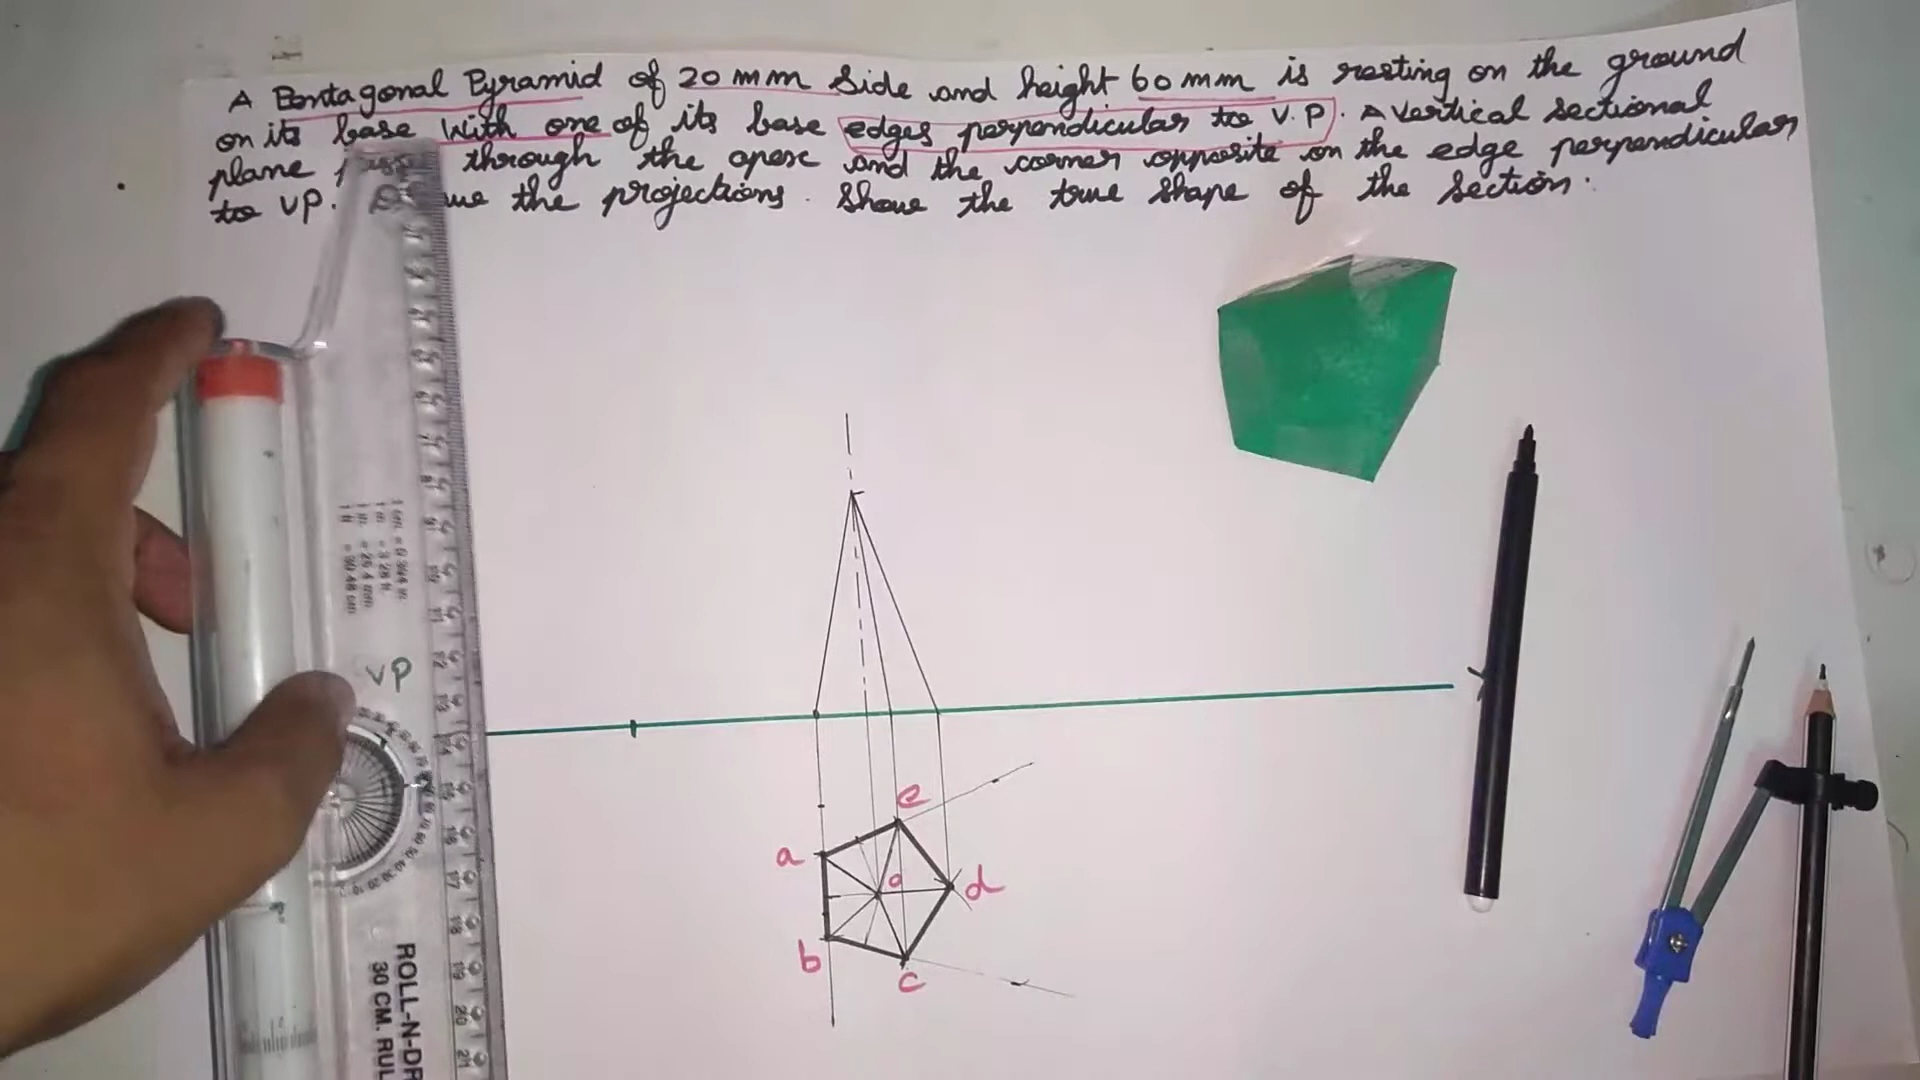 A Pentagonal Pyramid of 20 mm side and height 60 mm is resting on the ground
on its base with one of its base edges perpendicular to V.P. A vertical sectional
plane through the apex and the corner opposite on the edge perpendicular
to VP. the projections. Show the true shape of the section.
VP
e
a
o
d
b
c
ROLL-N-DR
30 CM. RUL